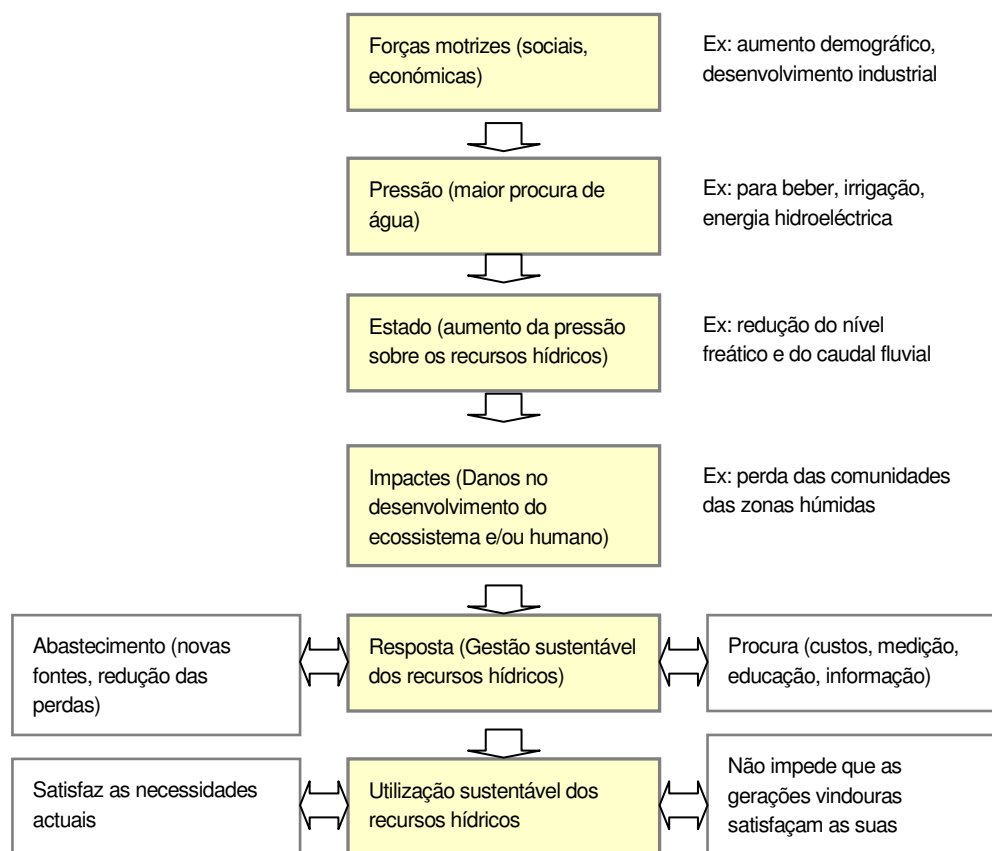 Forças motrizes (sociais,
económicas)
Ex: aumento demográfico,
desenvolvimento industrial
Pressão (maior procura de
água)
Ex: para beber, irrigação,
energia hidroeléctrica
Estado (aumento da pressão
sobre os recursos hídricos)
Ex: redução do nível
freático e do caudal fluvial
Impactes (Danos no
desenvolvimento do
ecossistema e/ou humano)
Ex: perda das comunidades
das zonas húmidas
Abastecimento (novas
fontes, redução das
perdas)
Resposta (Gestão sustentável
dos recursos hídricos)
Procura (custos, medição,
educação, informação)
Satisfaz as necessidades
actuais
Utilização sustentável dos
recursos hídricos
Não impede que as
gerações vindouras
satisfaçam as suas